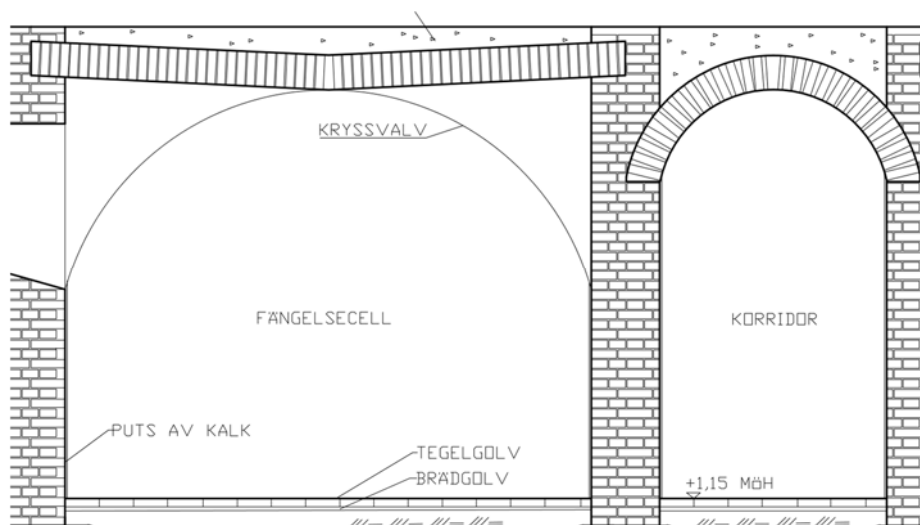 KRYSSVALV
FÄNGELSECELL
KORRIDOR
PUTS AV KALK
TEGELGOLV
BRÄDGOLV
+1,15 MÖH